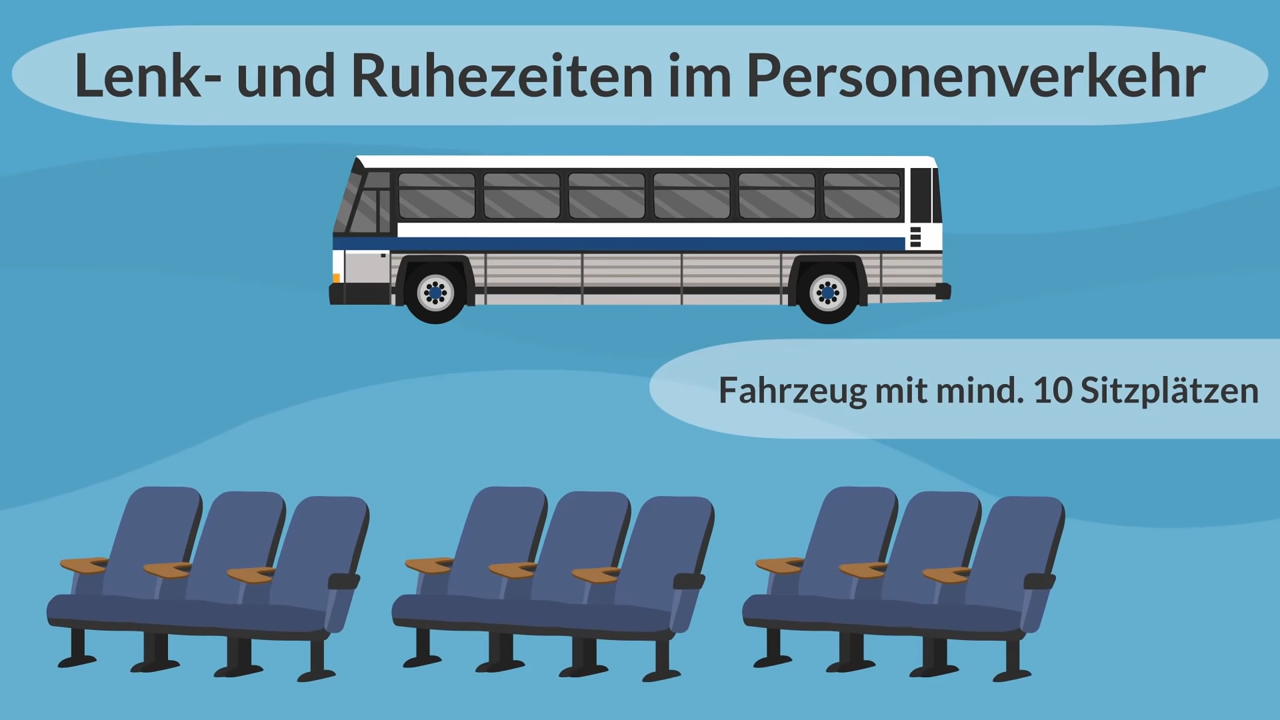 Lenk- und Ruhezeiten im Personenverkehr
Fahrzeug mit mind. 10 Sitzplätzen